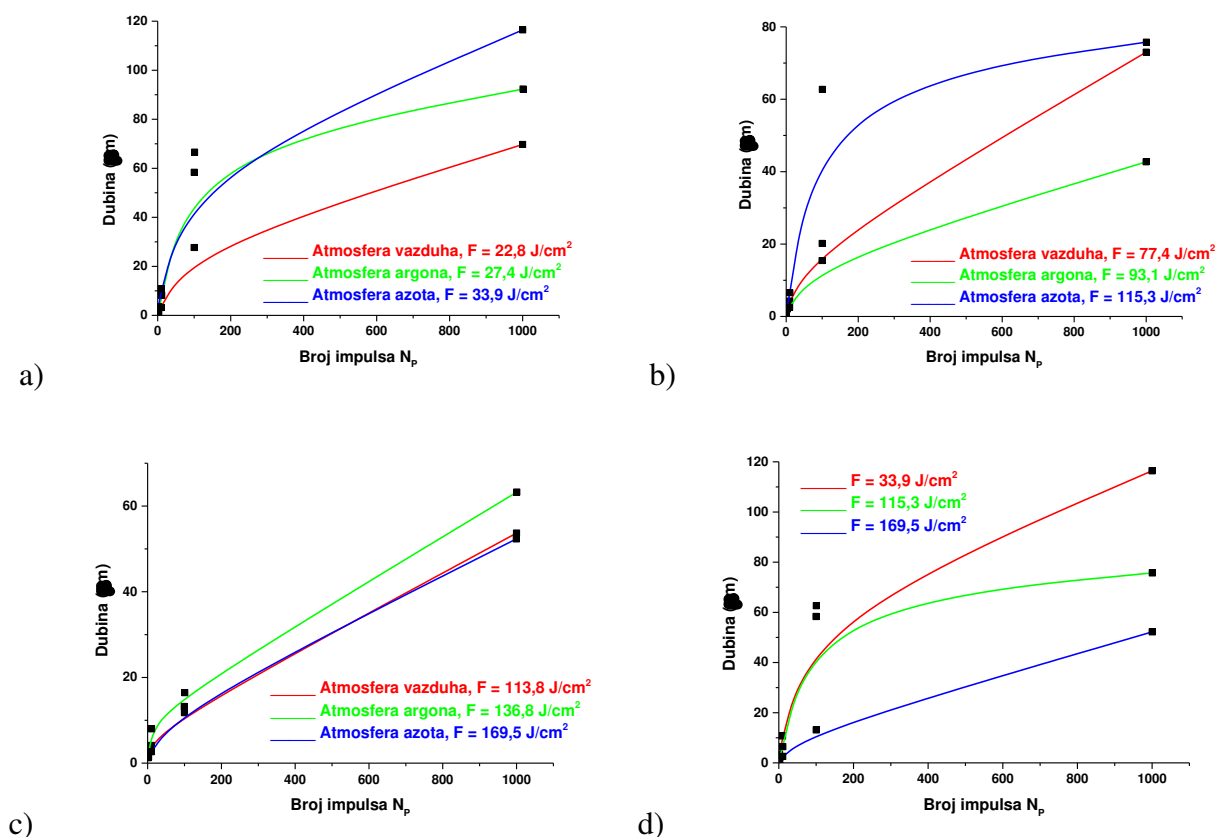 120
100
80
60
40
20
0
Dubina m)
Atmosfera vazduha, F = 22,8 J/cm²
Atmosfera argona, F = 27,4 J/cm²
Atmosfera azota, F = 33,9 J/cm²
0 200 400 600 800 1000
Broj impulsa N_P
a)
80
60
40
20
0
Dubina m)
Atmosfera vazduha, F = 77,4 J/cm²
Atmosfera argona, F = 93,1 J/cm²
Atmosfera azota, F = 115,3 J/cm²
0 200 400 600 800 1000
Broj impulsa N_P
b)
60
40
20
0
Dubina m)
Atmosfera vazduha, F = 113,8 J/cm²
Atmosfera argona, F = 136,8 J/cm²
Atmosfera azota, F = 169,5 J/cm²
0 200 400 600 800 1000
Broj impulsa N_P
c)
120
100
80
60
40
20
0
Dubina m)
F = 33,9 J/cm²
F = 115,3 J/cm²
F = 169,5 J/cm²
0 200 400 600 800 1000
Broj impulsa N_P
d)